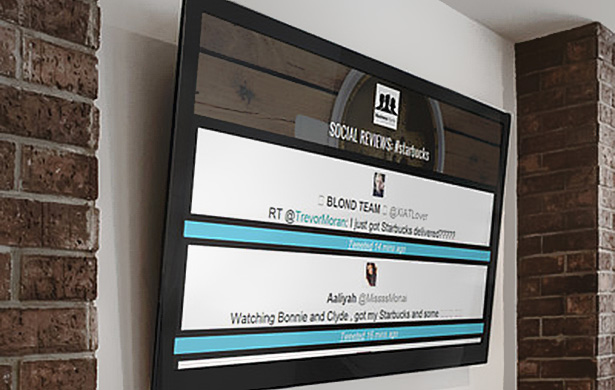 SOCIAL REVIEWS: #starbucks
BLOND TEAM @XIATLover
RT @TrevorMoran: I just got Starbucks delivered?????
Tweeted 14 mins ago
Aaliyah @MissssMonai
Watching Bonnie and Clyde , got my Starbucks and some
Tweeted 16 mins ago